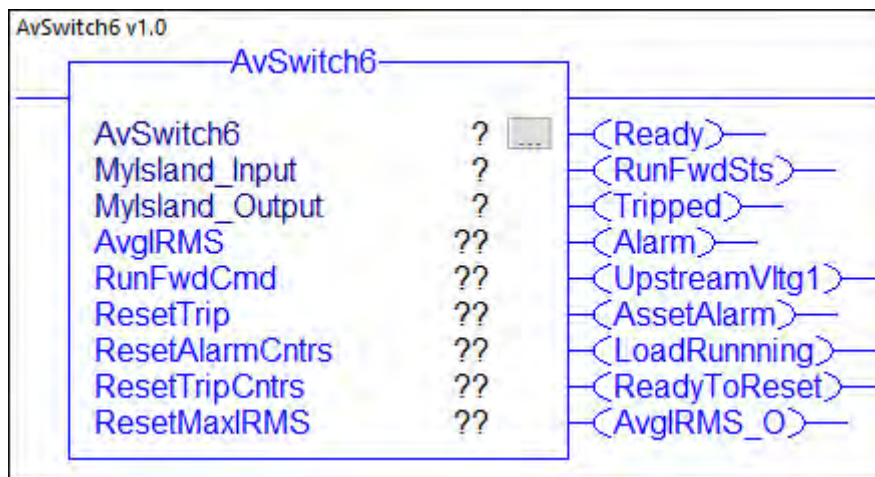 AvSwitch6 v1.0
AvSwitch6
AvSwitch6 ? ... Ready
MyIsland_Input ? RunFwdSts
MyIsland_Output ? Tripped
AvgIRMS ?? Alarm
RunFwdCmd ?? UpstreamVltg1
ResetTrip ?? AssetAlarm
ResetAlarmCntrs ?? LoadRunnning
ResetTripCntrs ?? ReadyToReset
ResetMaxIRMS ?? AvgIRMS_O